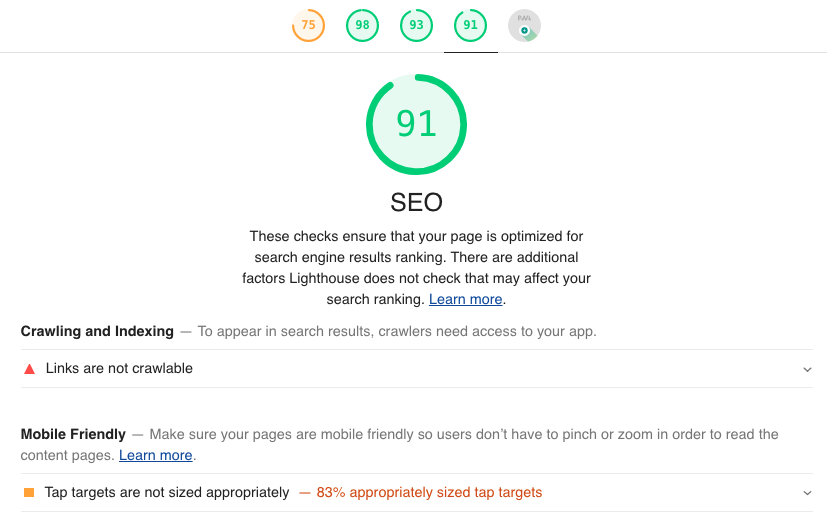 75 98 93 91 PWA
91
SEO
These checks ensure that your page is optimized for
search engine results ranking. There are additional
factors Lighthouse does not check that may affect your
search ranking. Learn more.
Crawling and Indexing — To appear in search results, crawlers need access to your app.
Links are not crawlable
Mobile Friendly — Make sure your pages are mobile friendly so users don’t have to pinch or zoom in order to read the
content pages. Learn more.
Tap targets are not sized appropriately — 83% appropriately sized tap targets